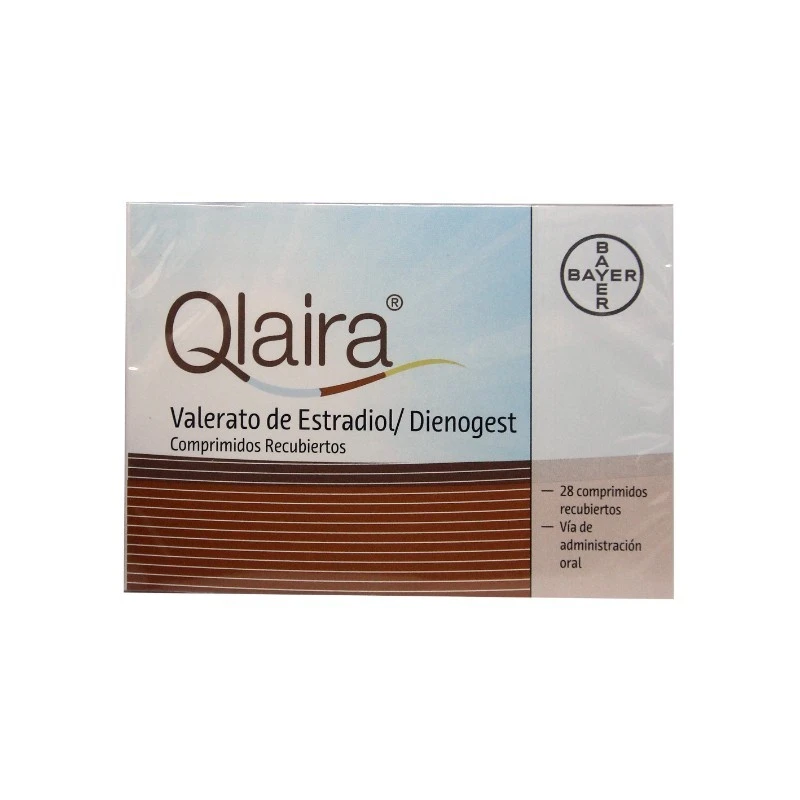 Qlaira®
Valerato de Estradiol/ Dienogest
Comprimidos Recubiertos
BAYER
BAYER
— 28 comprimidos
recubiertos
— Vía de
administración
oral